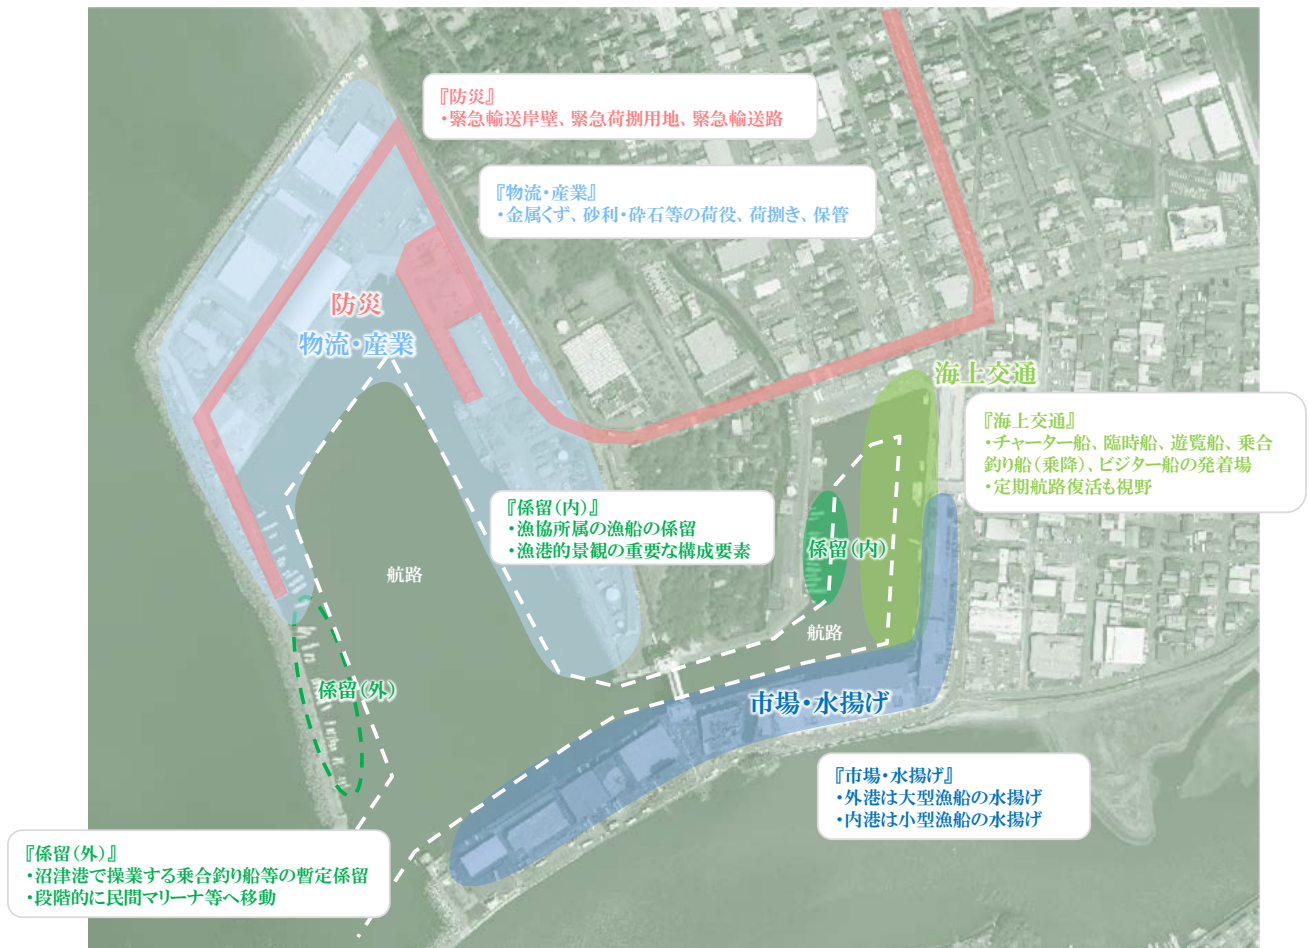 『防災』
・緊急輸送岸壁、緊急荷捌用地、緊急輸送路
『物流・産業』
・金属くず、砂利・砕石等の荷役、荷捌き、保管
防災
物流・産業
海上交通
『海上交通』
・チャーター船、臨時船、遊覧船、乗合
釣り船（乗降）、ビジター船の発着場
・定期航路復活も視野
『係留（内）』
・漁協所属の漁船の係留
・漁港的景観の重要な構成要素
係留（内）
航路
航路
係留（外）
市場・水揚げ
『市場・水揚げ』
・外港は大型漁船の水揚げ
・内港は小型漁船の水揚げ
『係留（外）』
・沼津港で操業する乗合釣り船等の暫定係留
・段階的に民間マリーナ等へ移動